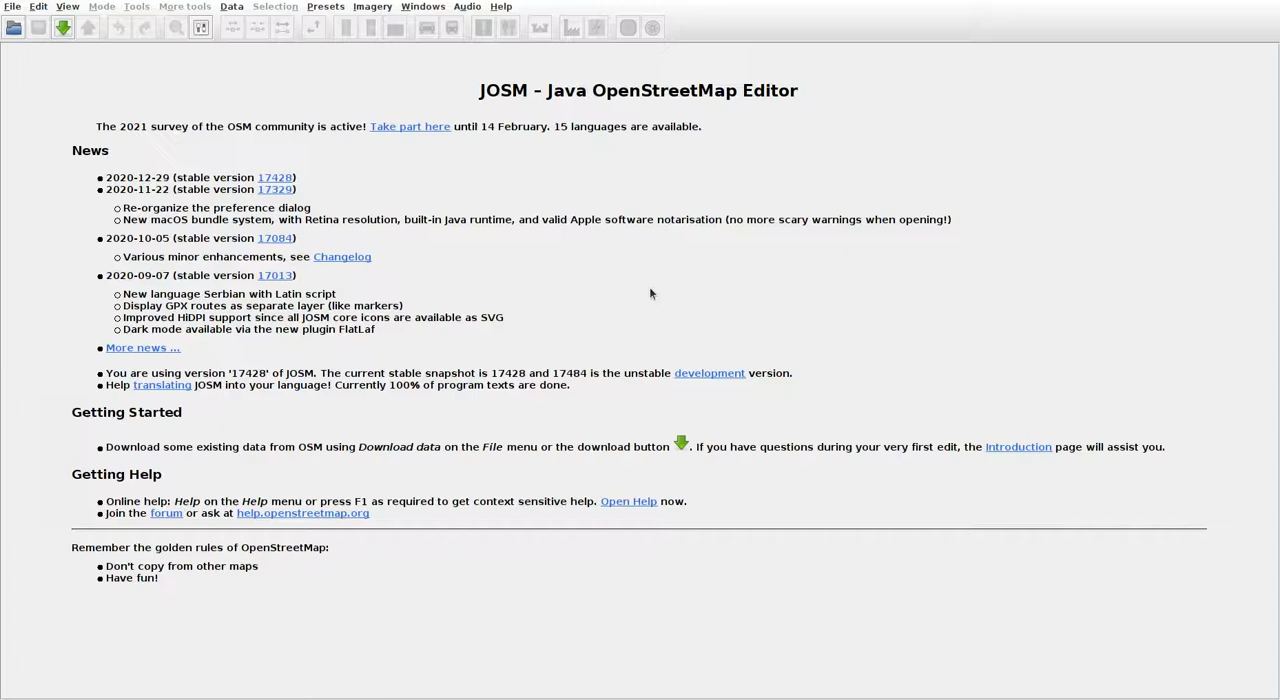 File Edit View Mode Tools More tools Data Selection Presets Imagery Windows Audio Help
JOSM – Java OpenStreetMap Editor
The 2021 survey of the OSM community is active! Take part here until 14 February. 15 languages are available.
News
2020-12-29 (stable version 17428)
2020-11-22 (stable version 17329)
Re-organize the preference dialog
New macOS bundle system, with Retina resolution, built-in Java runtime, and valid Apple software notarisation (no more scary warnings when opening!)
2020-10-05 (stable version 17084)
Various minor enhancements, see Changelog
2020-09-07 (stable version 17013)
New language Serbian with Latin script
Display GPX routes as separate layer (like markers)
Improved HiDPI support since all JOSM core icons are available as SVG
Dark mode available via the new plugin FlatLaf
More news ...
You are using version '17428' of JOSM. The current stable snapshot is 17428 and 17484 is the unstable development version.
Help translating JOSM into your language! Currently 100% of program texts are done.
Getting Started
Download some existing data from OSM using Download data on the File menu or the download button . If you have questions during your very first edit, the Introduction page will assist you.
Getting Help
Online help: Help on the Help menu or press F1 as required to get context sensitive help. Open Help now.
Join the forum or ask at help.openstreetmap.org
Remember the golden rules of OpenStreetMap:
Don't copy from other maps
Have fun!